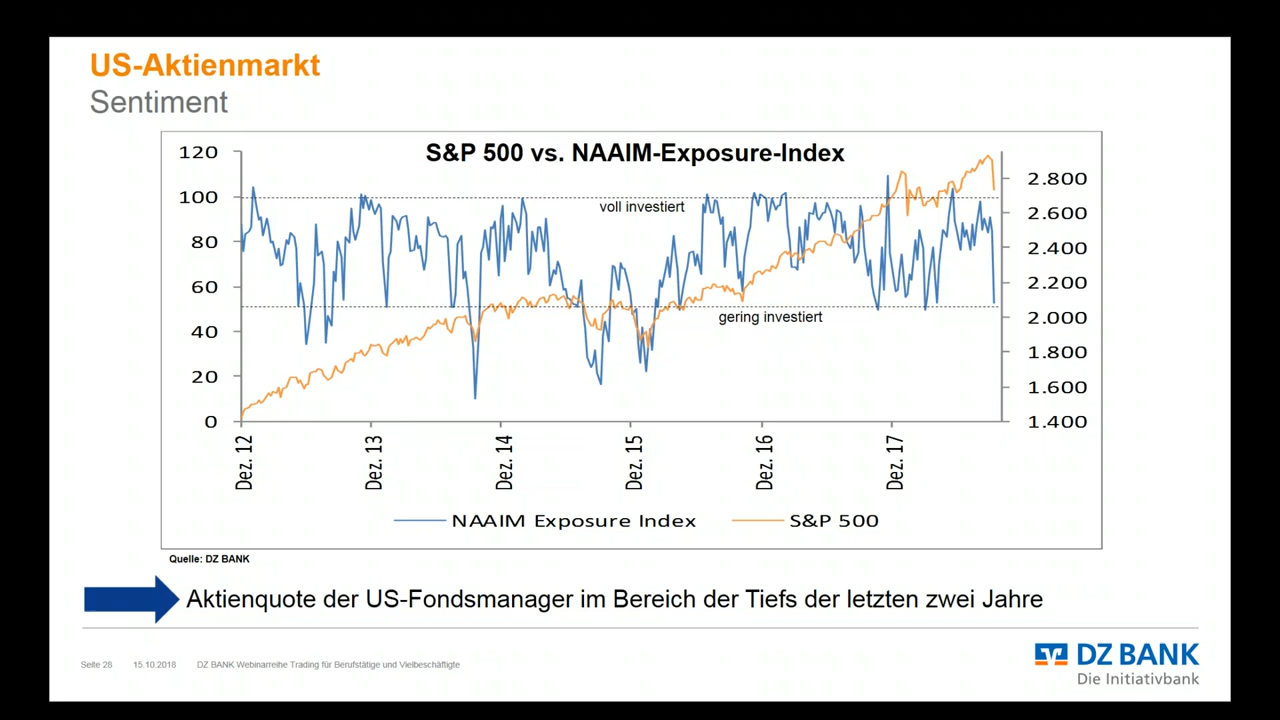 US-Aktienmarkt
Sentiment
S&P 500 vs. NAAIM-Exposure-Index
120
100
80
60
40
20
0
voll investiert
gering investiert
2.800
2.600
2.400
2.200
2.000
1.800
1.600
1.400
Dez. 12
Dez. 13
Dez. 14
Dez. 15
Dez. 16
Dez. 17
NAAIM Exposure Index
S&P 500
Quelle: DZ BANK
Aktienquote der US-Fondsmanager im Bereich der Tiefs der letzten zwei Jahre
Seite 28 15.10.2018 DZ BANK Webinarreihe Trading für Berufstätige und Vielbeschäftigte
DZ BANK
Die Initiativbank